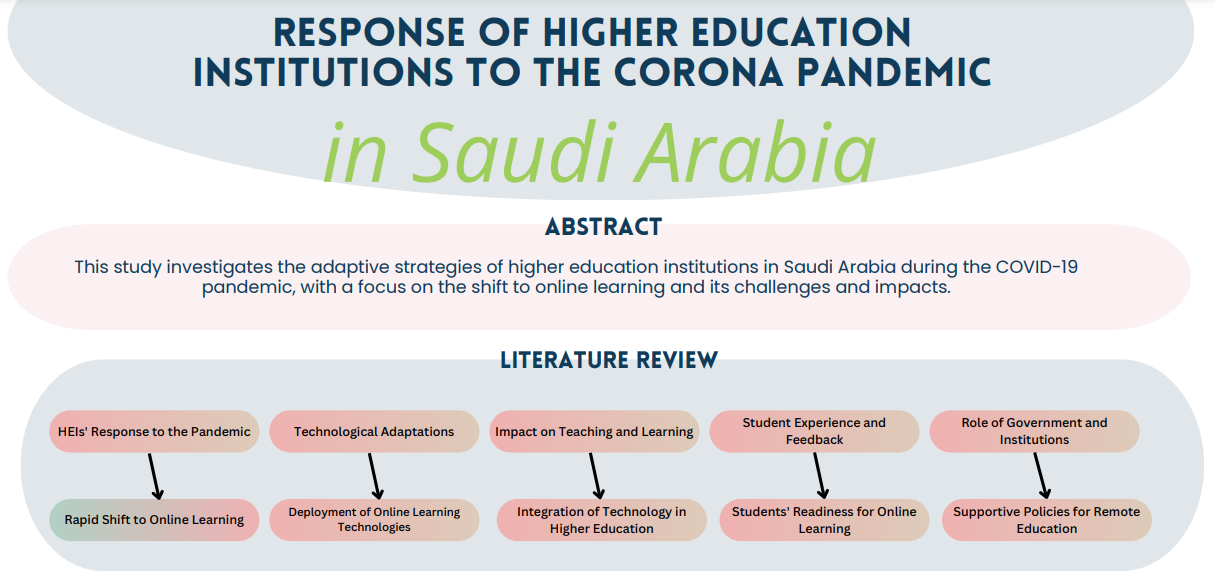 RESPONSE OF HIGHER EDUCATION
INSTITUTIONS TO THE CORONA PANDEMIC
in Saudi Arabia
ABSTRACT
This study investigates the adaptive strategies of higher education institutions in Saudi Arabia during the COVID-19
pandemic, with a focus on the shift to online learning and its challenges and impacts.
LITERATURE REVIEW
HEIs' Response to the Pandemic
Technological Adaptations
Impact on Teaching and Learning
Student Experience and
Feedback
Role of Government and
Institutions
Rapid Shift to Online Learning
Deployment of Online Learning
Technologies
Integration of Technology in
Higher Education
Students' Readiness for Online
Learning
Supportive Policies for Remote
Education